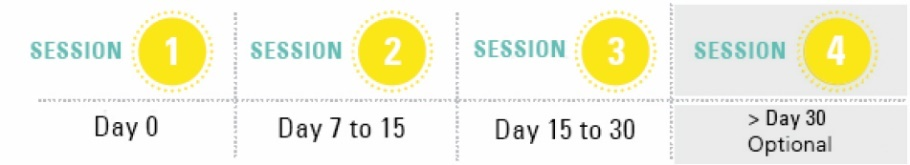 SESSION 1
SESSION 2
SESSION 3
SESSION 4
Day 0
Day 7 to 15
Day 15 to 30
> Day 30
Optional